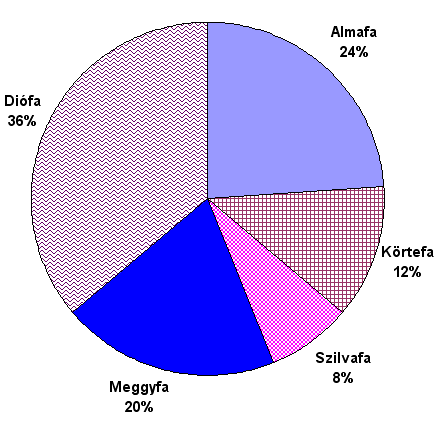 Almafa
24%
Diófa
36%
Körtefa
12%
Szilvafa
8%
Meggyfa
20%